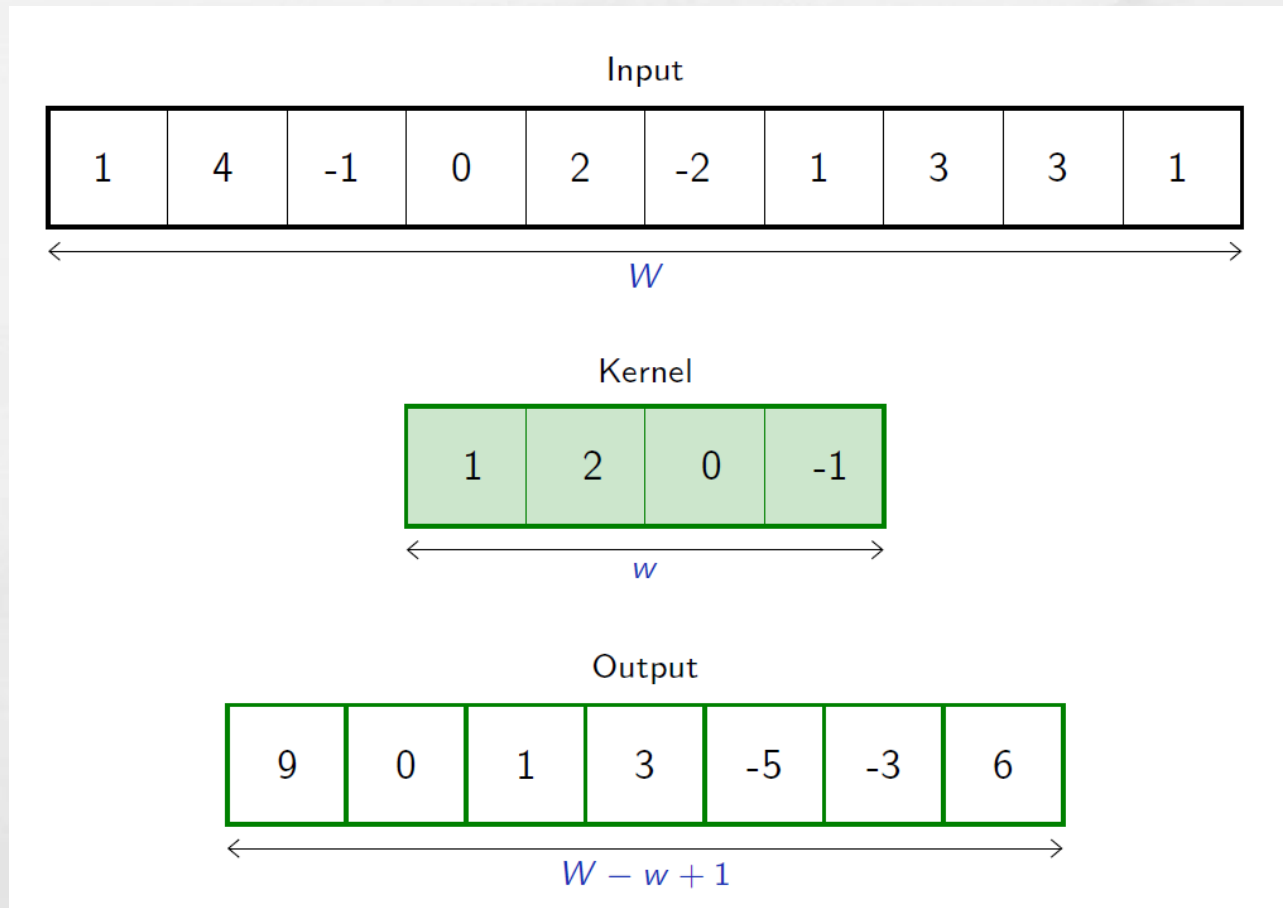 Input
1 4 -1 0 2 -2 1 3 3 1
W
Kernel
1 2 0 -1
w
Output
9 0 1 3 -5 -3 6
W − w + 1